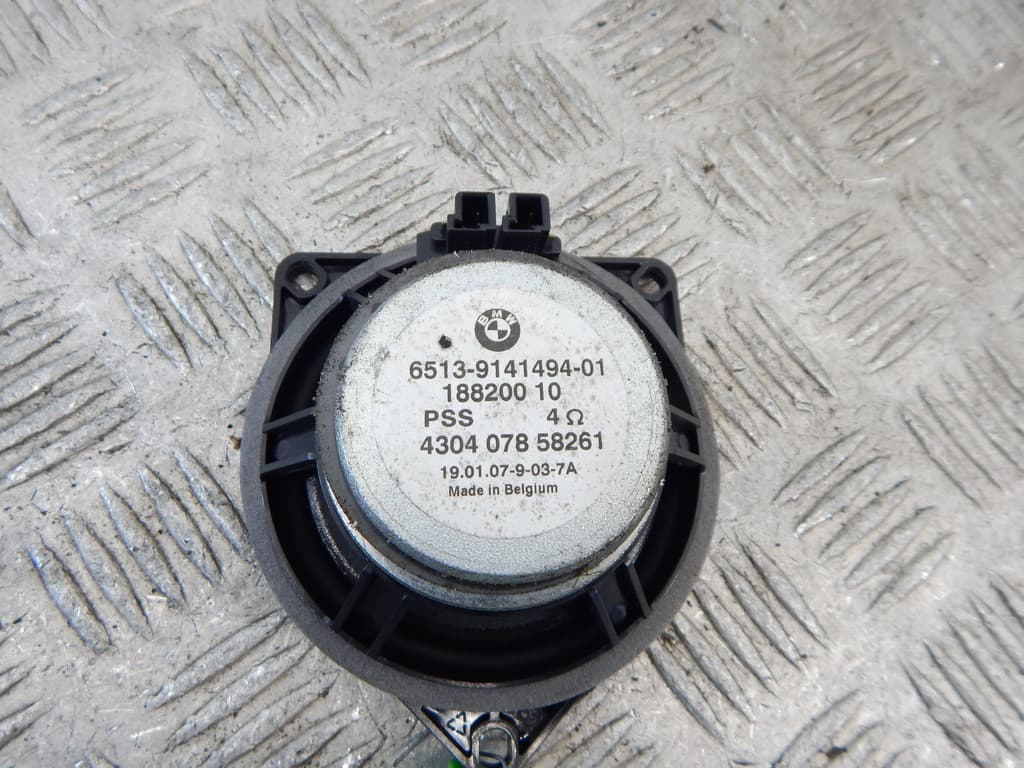 BMW
6513-9141494-01
188200 10
PSS 4 Ω
4304 078 58261
19.01.07-9-03-7A
Made in Belgium